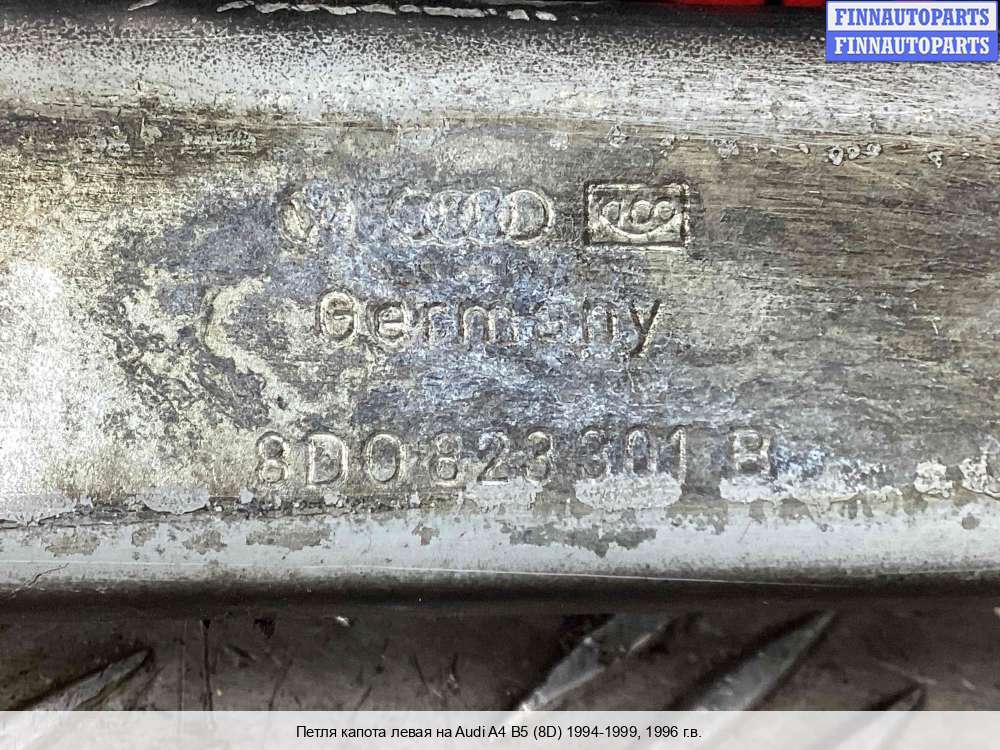 FINNAUTOPARTS
FINNAUTOPARTS
Germany
8D0 823 301 B
Петля капота левая на Audi A4 B5 (8D) 1994-1999, 1996 г.в.